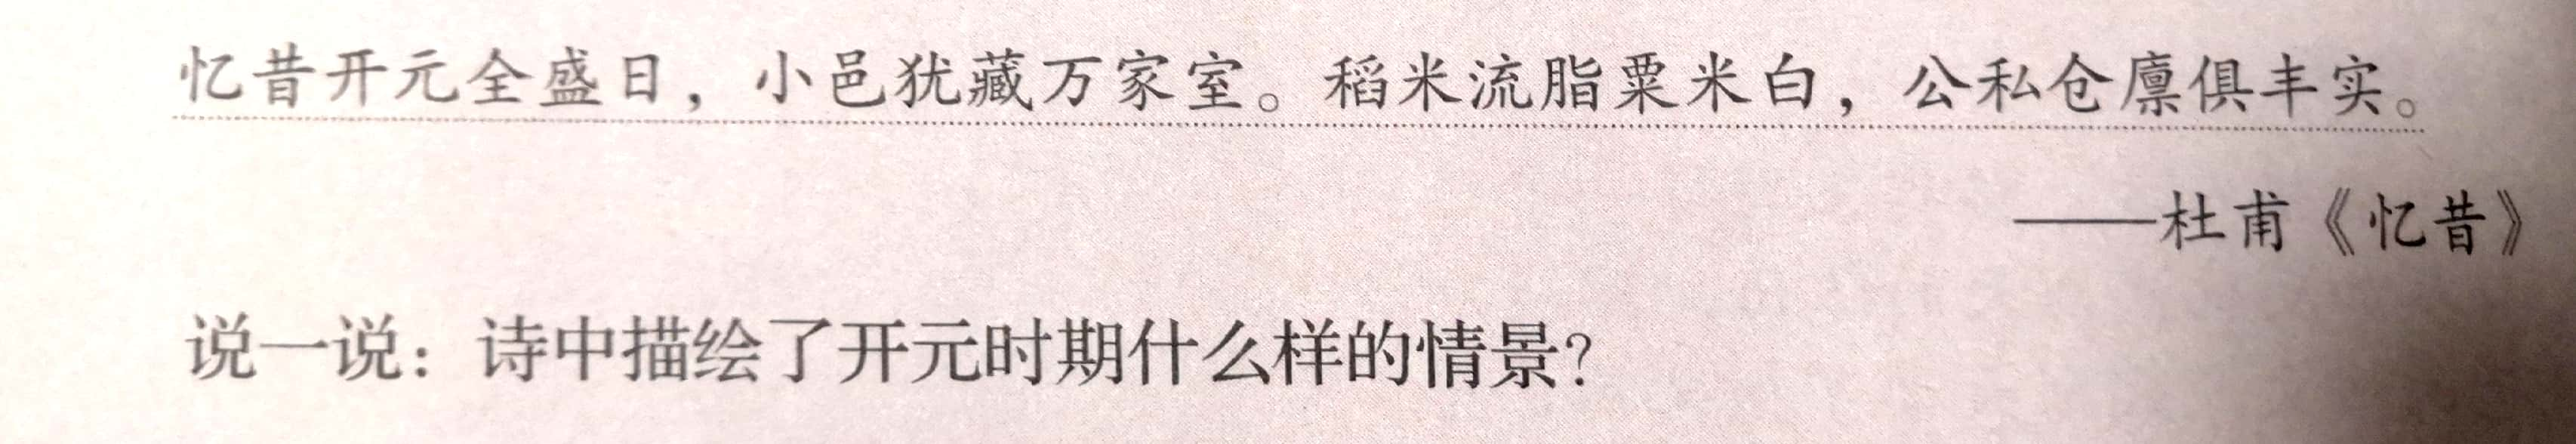 忆昔开元全盛日，小邑犹藏万家室。稻米流脂粟米白，公私仓廪俱丰实。
——杜甫《忆昔》
说一说：诗中描绘了开元时期什么样的情景？